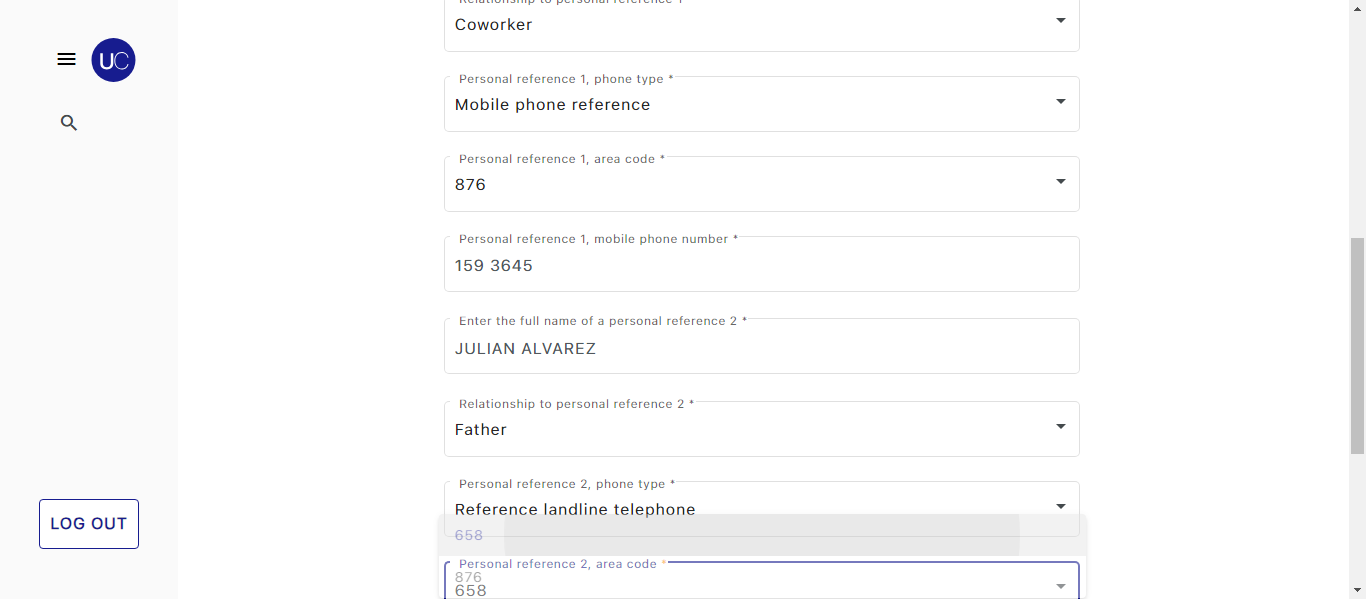 Relationship to personal reference 1
Coworker
UC
Personal reference 1, phone type *
Mobile phone reference
Personal reference 1, area code *
876
Personal reference 1, mobile phone number *
159 3645
Enter the full name of a personal reference 2 *
JULIAN ALVAREZ
Relationship to personal reference 2 *
Father
Personal reference 2, phone type *
Reference landline telephone
LOG OUT
658
Personal reference 2, area code *
876
658